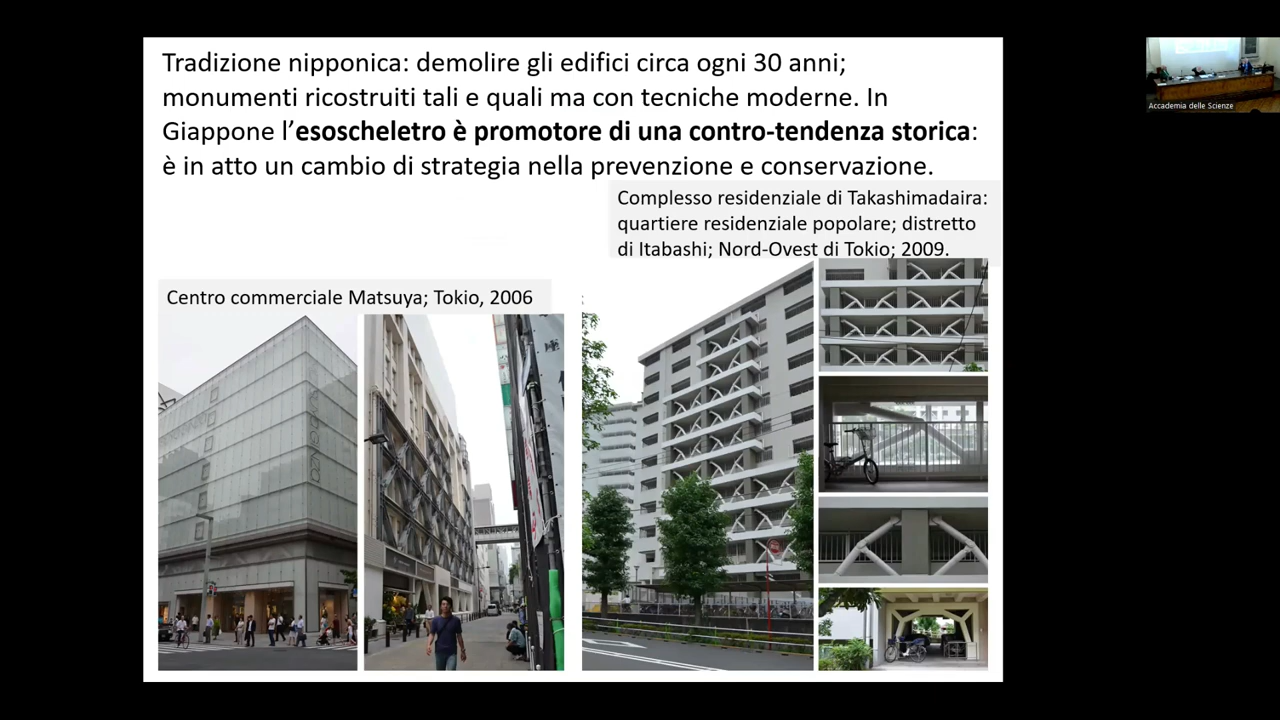 Tradizione nipponica: demolire gli edifici circa ogni 30 anni;
monumenti ricostruiti tali e quali ma con tecniche moderne. In
Giappone l’esoscheletro è promotore di una contro-tendenza storica:
è in atto un cambio di strategia nella prevenzione e conservazione.
Complesso residenziale di Takashimadaira:
quartiere residenziale popolare; distretto
di Itabashi; Nord-Ovest di Tokio; 2009.
Centro commerciale Matsuya; Tokio, 2006
Accademia delle Scienze